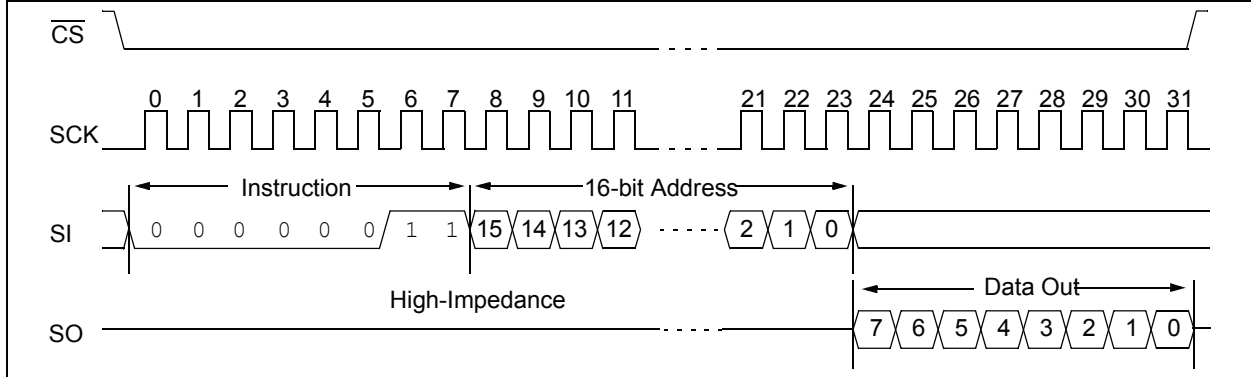 CS
0 1 2 3 4 5 6 7 8 9 10 11 21 22 23 24 25 26 27 28 29 30 31
SCK
Instruction 16-bit Address
SI 0 0 0 0 0 0 1 1 15 14 13 12 2 1 0
High-Impedance Data Out
SO 7 6 5 4 3 2 1 0